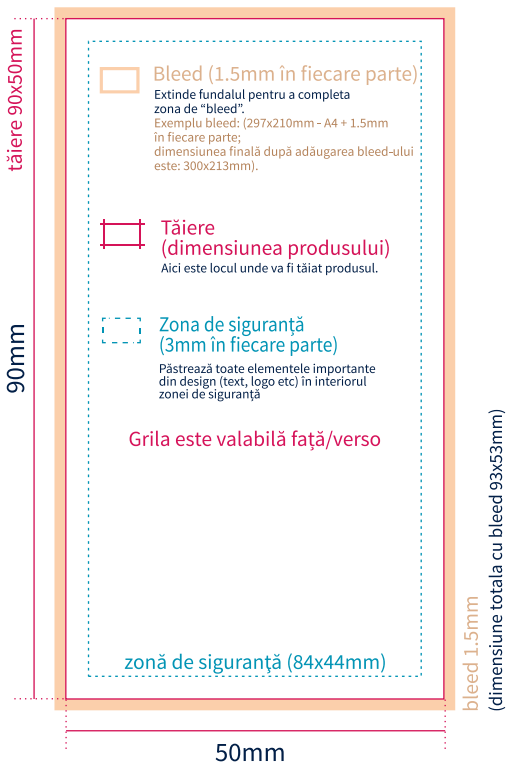 tăiere 90x50mm
90mm
Bleed (1.5mm în fiecare parte)
Extinde fundalul pentru a completa
zona de “bleed”.
Exemplu bleed: (297x210mm - A4 + 1.5mm
în fiecare parte;
dimensiunea finală după adăugarea bleed-ului
este: 300x213mm).
Tăiere
(dimensiunea produsului)
Aici este locul unde va fi tăiat produsul.
Zona de siguranță
(3mm în fiecare parte)
Păstrează toate elementele importante
din design (text, logo etc) în interiorul
zonei de siguranță
Grila este valabilă față/verso
zonă de siguranţă (84x44mm)
bleed 1.5mm
(dimensiune totala cu bleed 93x53mm)
50mm